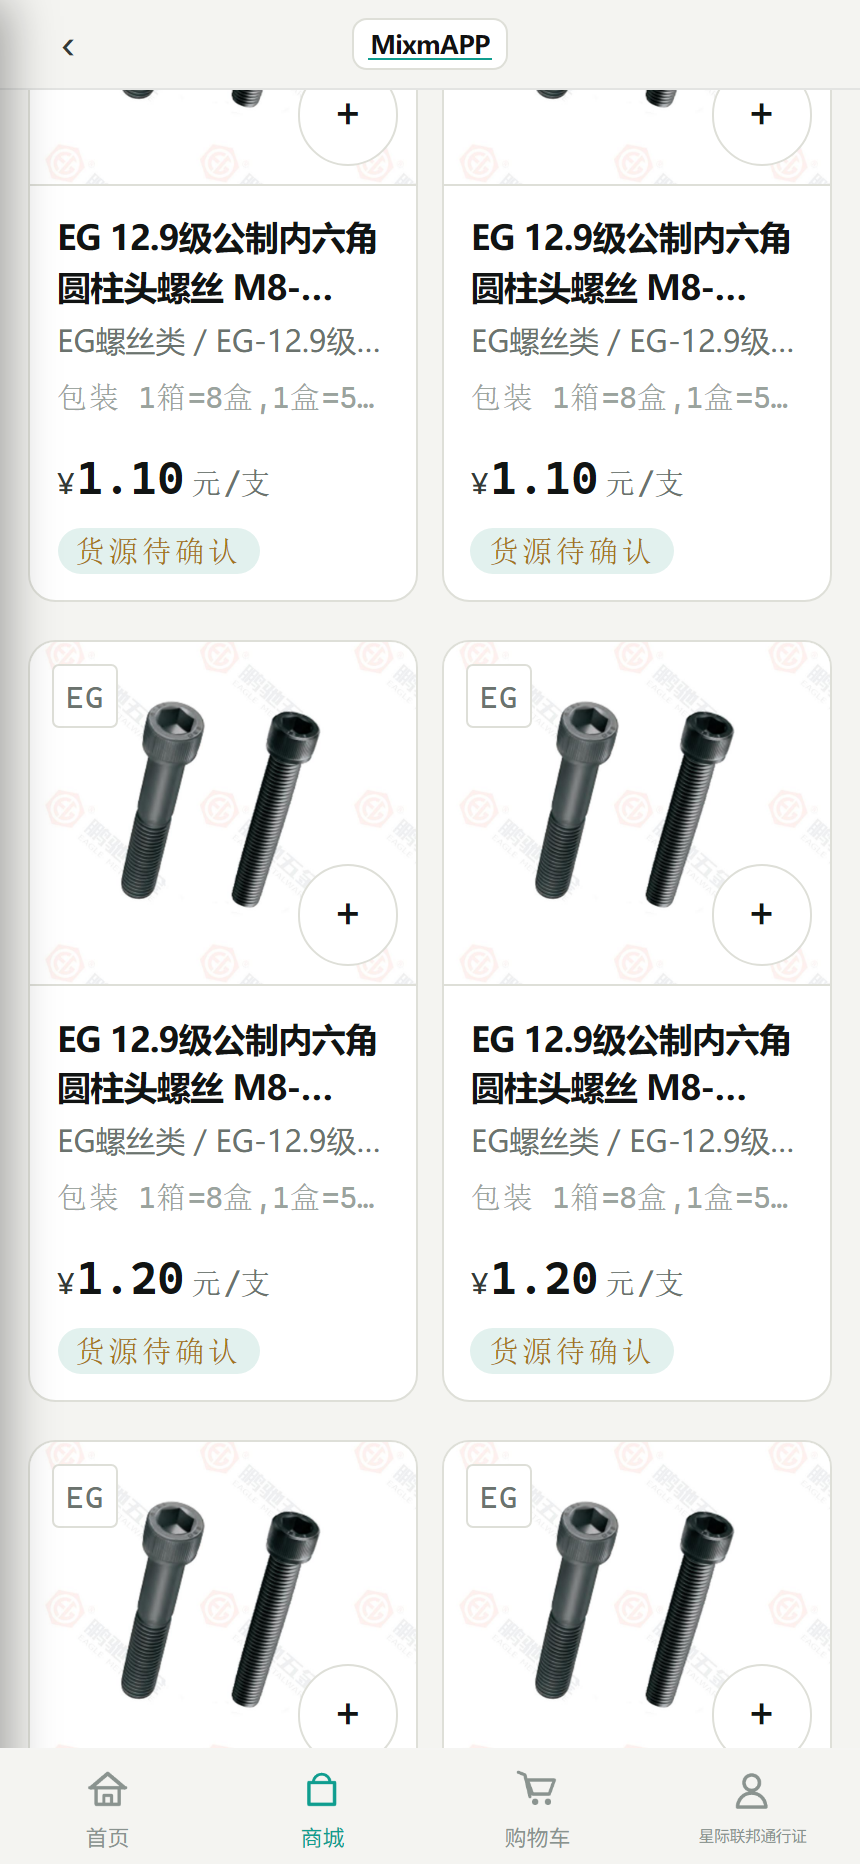 MixmAPP
EG 12.9级公制内六角
圆柱头螺丝 M8-...
EG螺丝类 / EG-12.9级...
包装 1箱=8盒,1盒=5…
¥1.10 元/支
货源待确认
EG 12.9级公制内六角
圆柱头螺丝 M8-...
EG螺丝类 / EG-12.9级...
包装 1箱=8盒,1盒=5…
¥1.10 元/支
货源待确认
EG
EG 12.9级公制内六角
圆柱头螺丝 M8-...
EG螺丝类 / EG-12.9级...
包装 1箱=8盒,1盒=5…
¥1.20 元/支
货源待确认
EG
EG 12.9级公制内六角
圆柱头螺丝 M8-...
EG螺丝类 / EG-12.9级...
包装 1箱=8盒,1盒=5…
¥1.20 元/支
货源待确认
EG
EG
首页
商城
购物车
星际联邦通行证